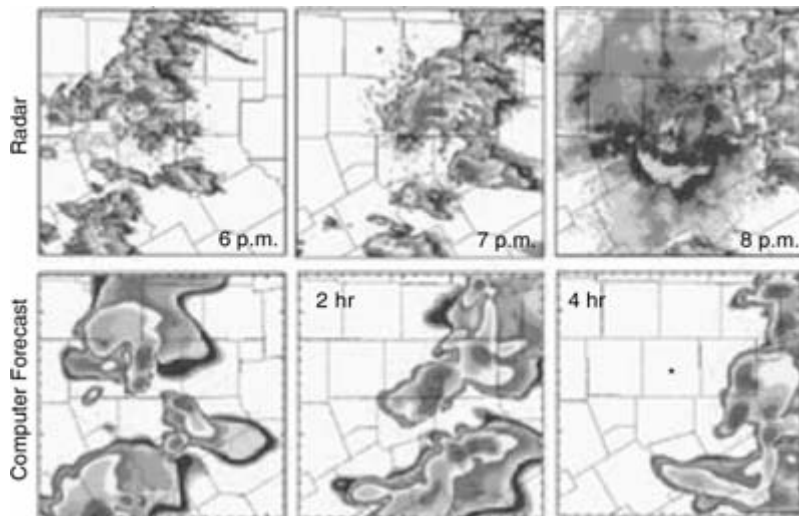 Radar
6 p.m.
7 p.m.
8 p.m.
Computer Forecast
2 hr
4 hr